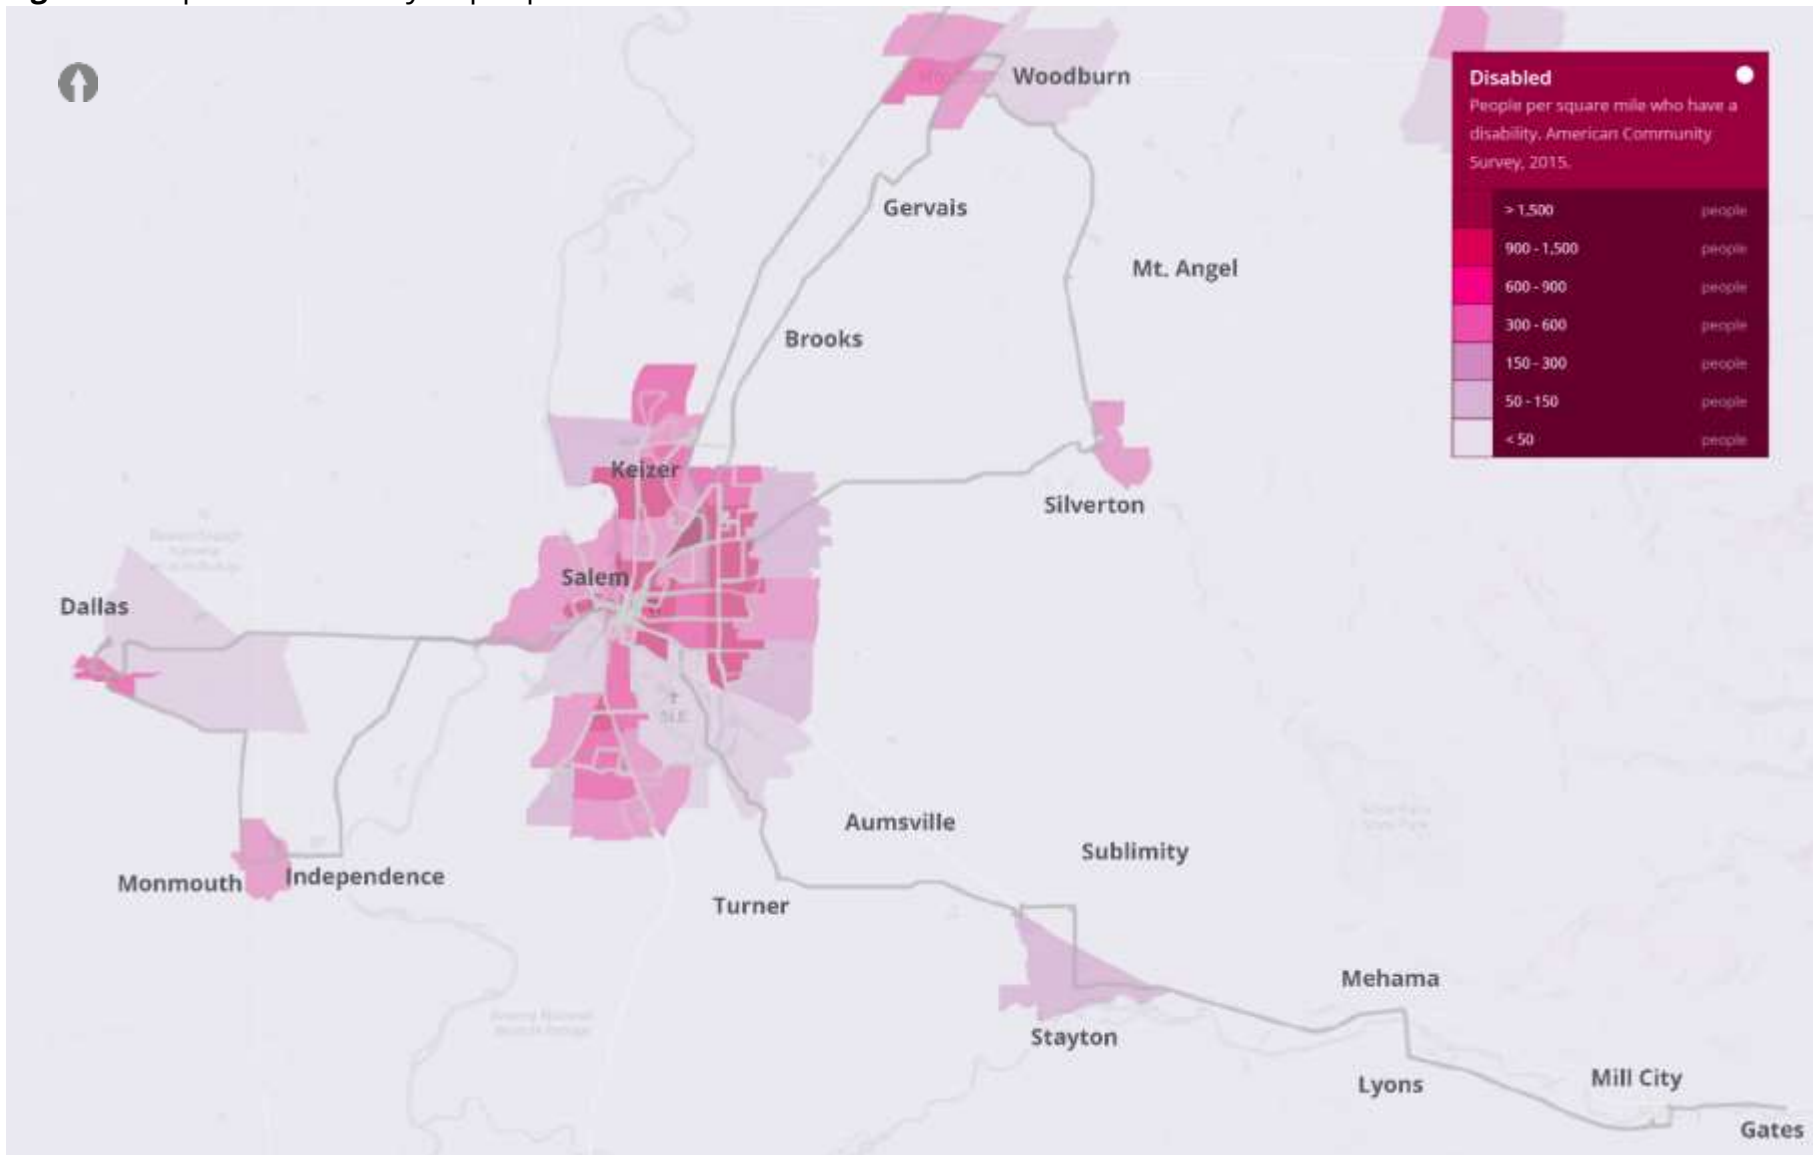 Woodburn
Disabled
People per square mile who have a
disability. American Community
Survey, 2015.
> 1,500 people
900 - 1,500 people
600 - 900 people
300 - 600 people
150 - 300 people
50 - 150 people
< 50 people
Gervais
Mt. Angel
Brooks
Keizer
Silverton
Salem
Dallas
Aumsville
Sublimity
Monmouth
Independence
Turner
Mehama
Stayton
Lyons
Mill City
Gates